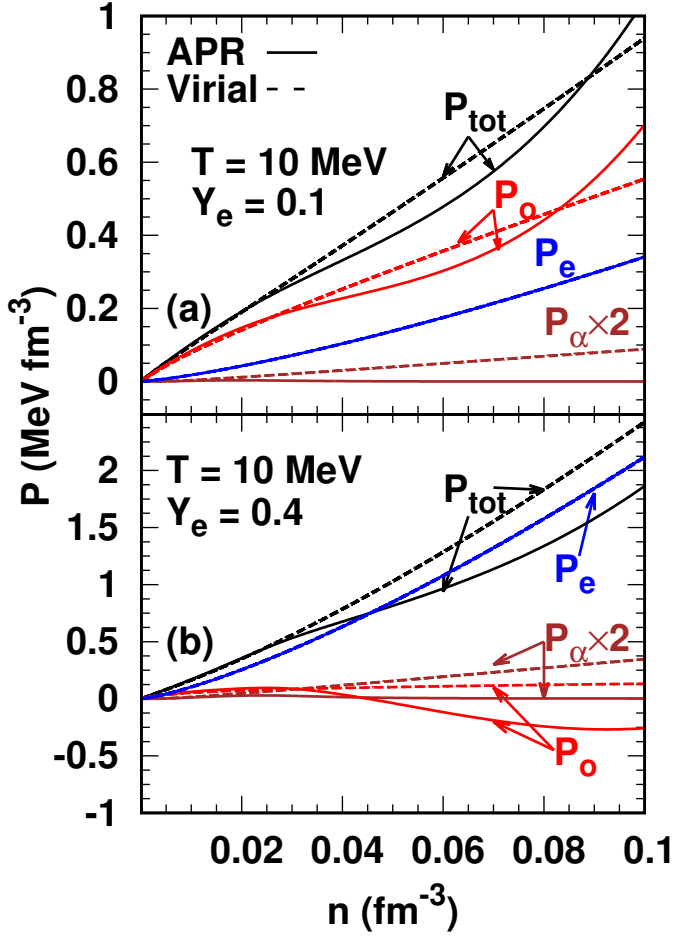 1
APR
Virial
P_tot
0.8
T = 10 MeV
Y_e = 0.1
0.6
P_o
0.4
P_e
0.2
(a)
P_α×2
0
P (MeV fm^-3)
2
T = 10 MeV
Y_e = 0.4
P_tot
1.5
P_e
1
0.5
(b)
P_α×2
0
-0.5
P_o
-1
0.02 0.04 0.06 0.08 0.1
n (fm^-3)